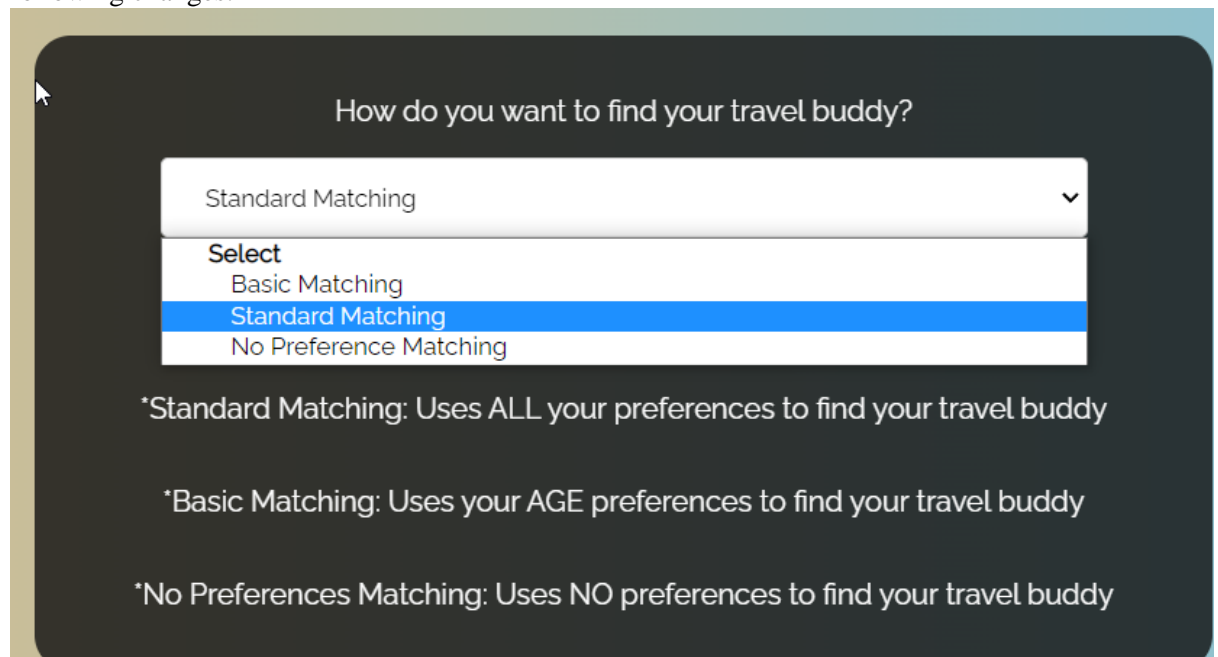 following changes:
How do you want to find your travel buddy?
Standard Matching
Select
Basic Matching
Standard Matching
No Preference Matching
*Standard Matching: Uses ALL your preferences to find your travel buddy
*Basic Matching: Uses your AGE preferences to find your travel buddy
*No Preferences Matching: Uses NO preferences to find your travel buddy